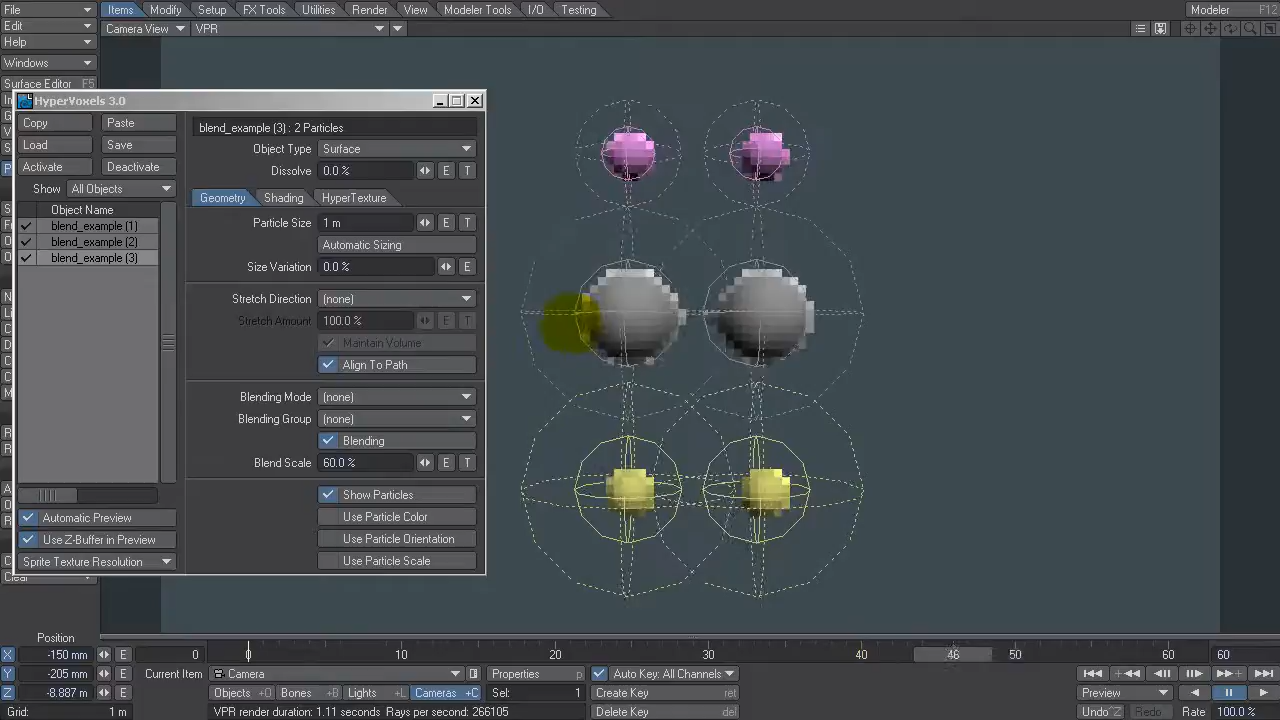 File Items Modify Setup FX Tools Utilities Render View Modeler Tools I/O Testing Modeler F12
Edit Camera View VPR
Help
Windows
Surface Editor F5
HyperVoxels 3.0
Copy Paste blend_example (3) : 2 Particles
Load Save Object Type Surface
Activate Deactivate Dissolve 0.0 % E T
Show All Objects Geometry Shading HyperTexture
Object Name
blend_example (1) Particle Size 1 m E T
blend_example (2) Automatic Sizing
blend_example (3) Size Variation 0.0 % E
Stretch Direction (none)
Stretch Amount 100.0 % E T
Maintain Volume
Align To Path
Blending Mode (none)
Blending Group (none)
Blending
Blend Scale 60.0 % E T
Show Particles
Automatic Preview Use Particle Color
Use Z-Buffer in Preview Use Particle Orientation
Sprite Texture Resolution Use Particle Scale
Clear
Position
X -150 mm E 0 0 10 20 30 40 46 50 60 60
Y -205 mm E Current Item Camera Properties p Auto Key: All Channels
Z -8.887 m E Objects +O Bones +B Lights +L Cameras +C Sel: 1 Create Key ret Preview
Grid: 1 m VPR render duration: 1.11 seconds Rays per second: 266105 Delete Key del Undo^Z Redo Rate 100.0 %